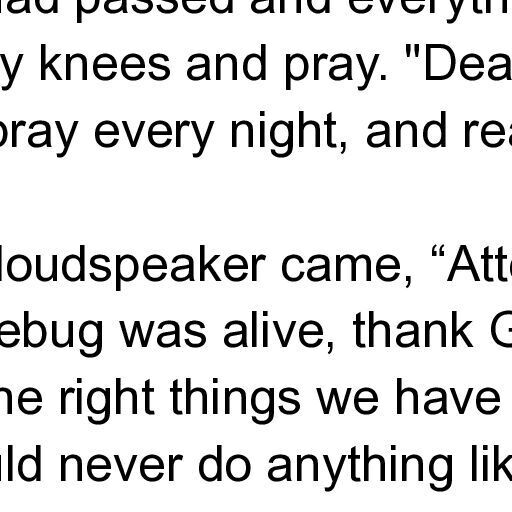 ad passed and everyth
y knees and pray. "Dea
pray every night, and rea
loudspeaker came, “Atte
ebug was alive, thank G
he right things we have
uld never do anything lik